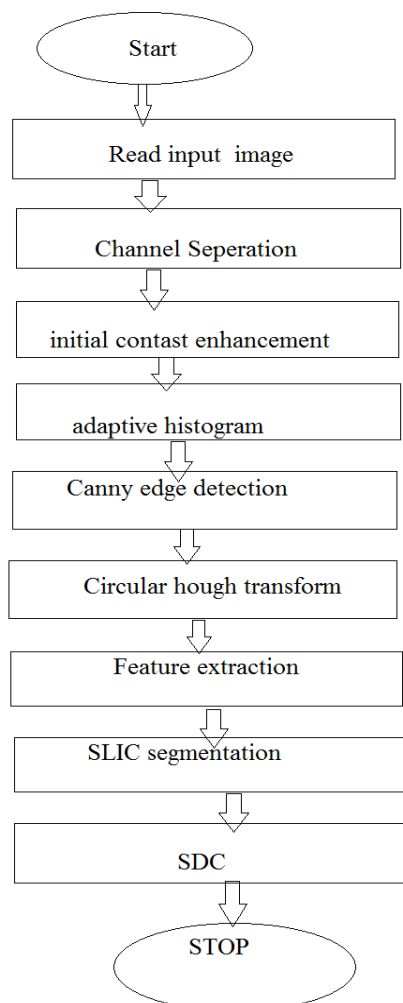 Start
Read input image
Channel Seperation
initial contast enhancement
adaptive histogram
Canny edge detection
Circular hough transform
Feature extraction
SLIC segmentation
SDC
STOP